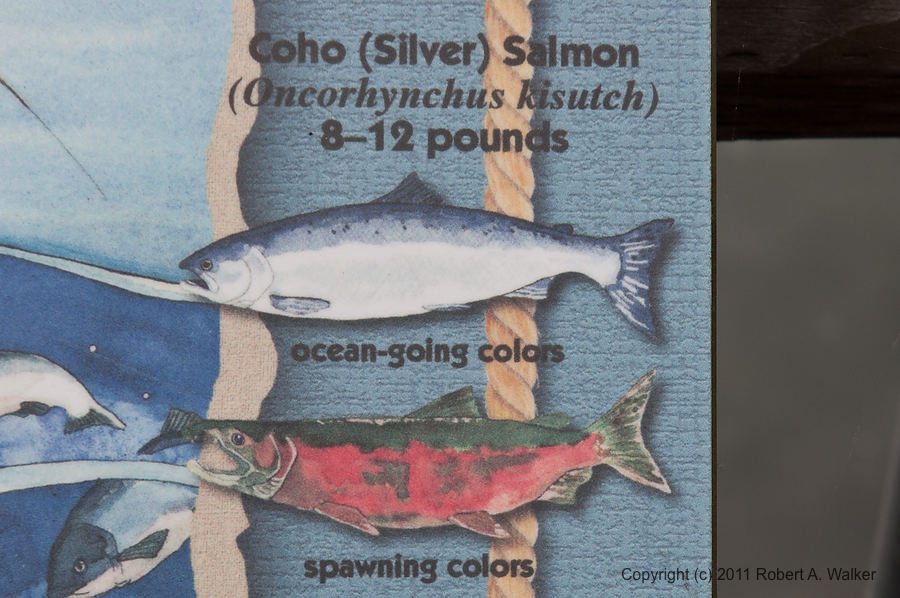 Coho (Silver) Salmon
(Oncorhynchus kisutch)
8–12 pounds
ocean-going colors
spawning colors
Copyright (c) 2011 Robert A. Walker